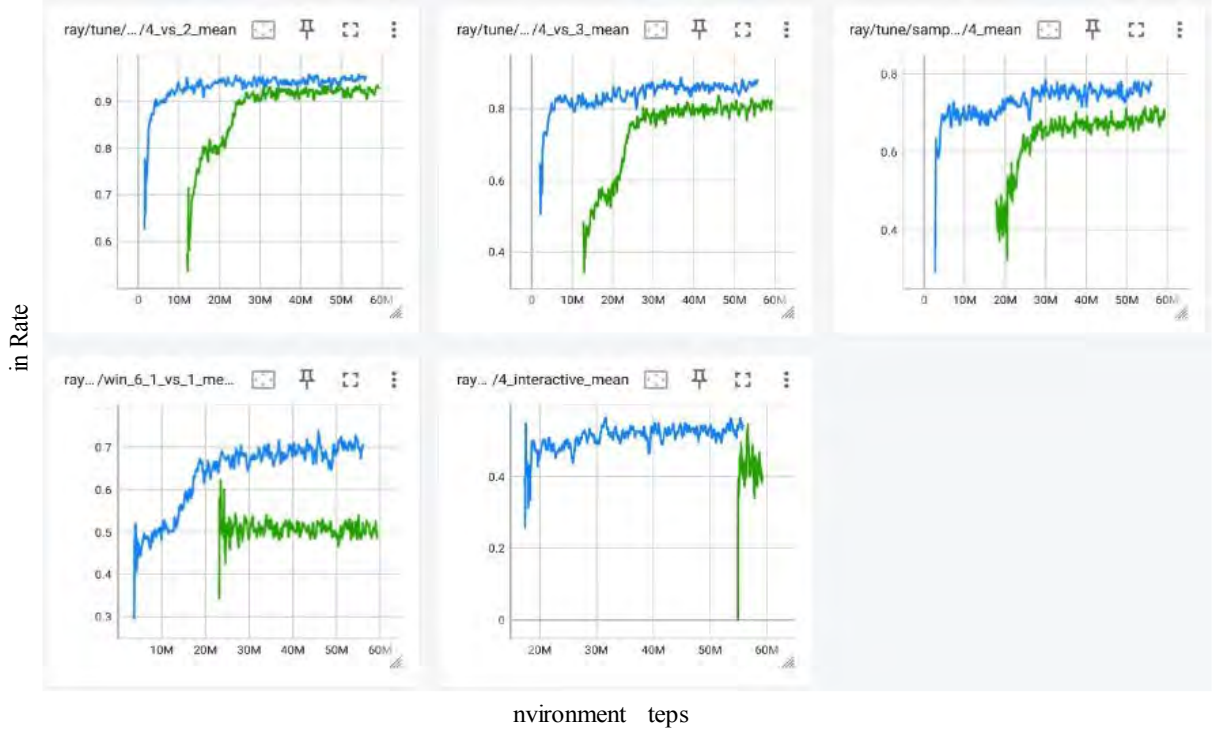 ray/tune/.../4_vs_2_mean
0.9
0.8
0.7
0.6
0 10M 20M 30M 40M 50M 60M
ray/tune/.../4_vs_3_mean
0.8
0.6
0.4
0 10M 20M 30M 40M 50M 60M
ray/tune/samp.../4_mean
0.8
0.6
0.4
0 10M 20M 30M 40M 50M 60M
in Rate
ray.../win_6_1_vs_1_me...
0.7
0.6
0.5
0.4
0.3
10M 20M 30M 40M 50M 60M
ray... /4_interactive_mean
0.4
0.2
0
20M 30M 40M 50M 60M
nvironment teps